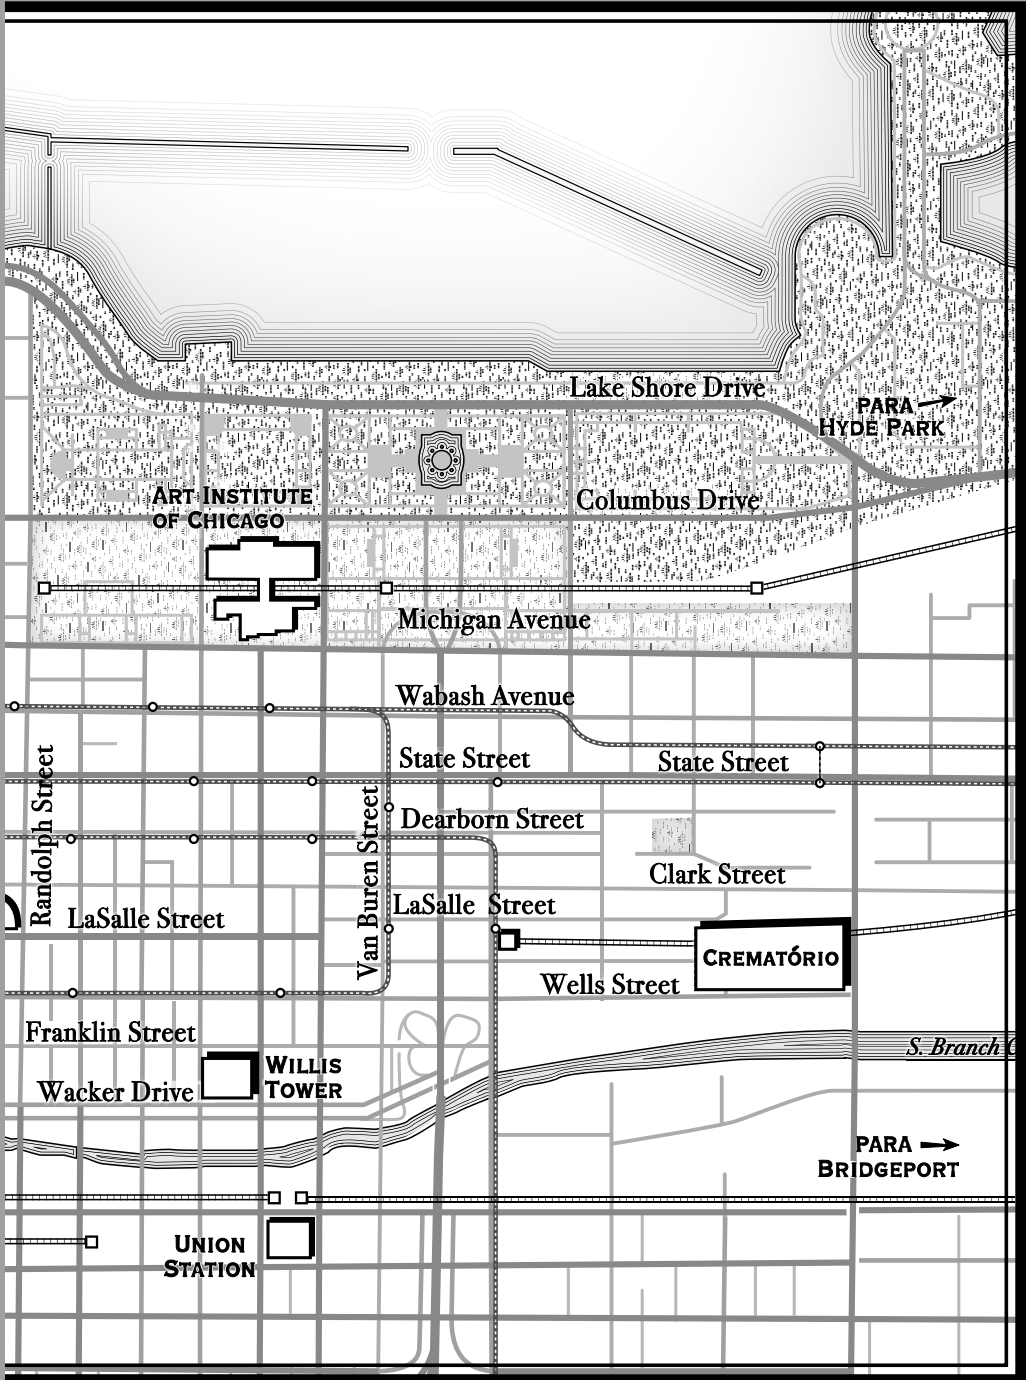 Lake Shore Drive
PARA
HYDE PARK
ART INSTITUTE
OF CHICAGO
Columbus Drive
Michigan Avenue
Wabash Avenue
State Street
State Street
Randolph Street
Van Buren Street
Dearborn Street
Clark Street
LaSalle Street
LaSalle Street
CREMATÓRIO
Wells Street
Franklin Street
S. Branch
WILLIS
TOWER
Wacker Drive
PARA
BRIDGEPORT
UNION
STATION